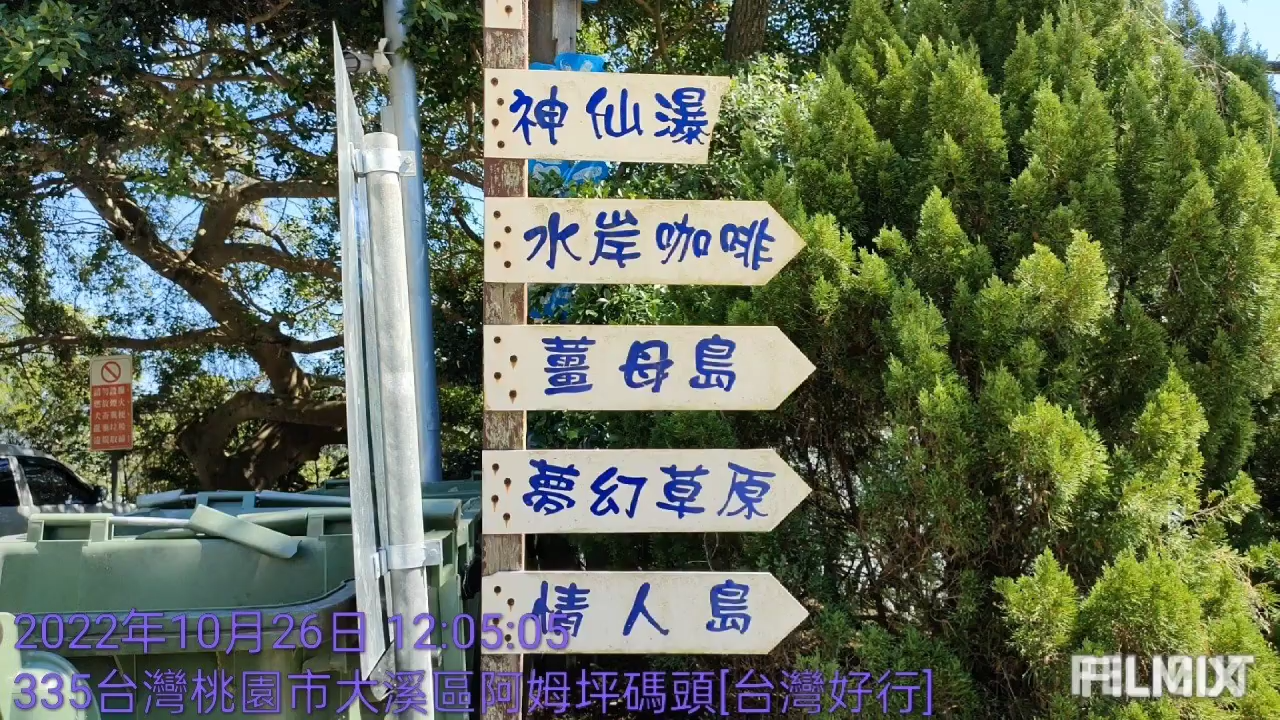 神仙瀑
水岸咖啡
薑母島
夢幻草原
情人島
2022年10月26日 12:05:05
335台灣桃園市大溪區阿姆坪碼頭[台灣好行]